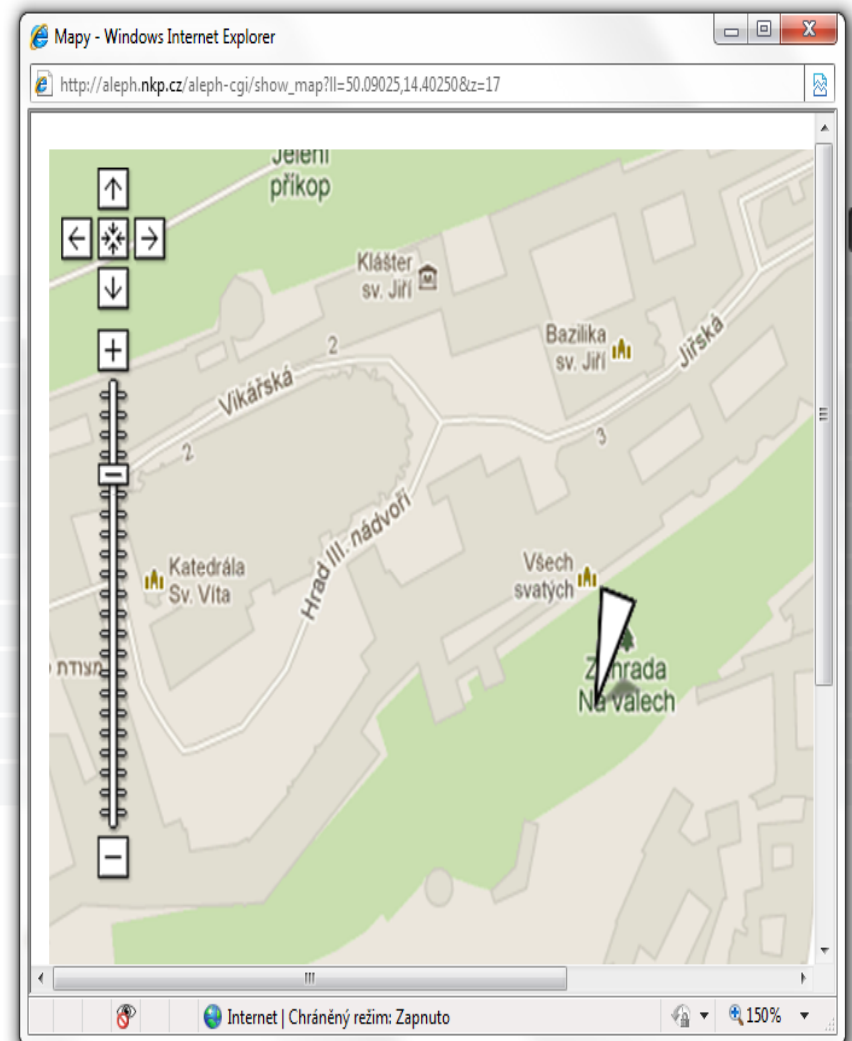 Mapy - Windows Internet Explorer
http://aleph.nkp.cz/aleph-cgi/show_map?ll=50.09025,14.40250&z=17
Jelení
příkop
Klášter
sv. Jiří
2
Bazilika
sv. Jiří
Jiřská
Vikářská
2
3
Hrad III. nádvoří
Katedrála
Sv. Víta
Všech
svatých
מצודת
Zahrada
Na valech
Internet | Chráněný režim: Zapnuto
150%